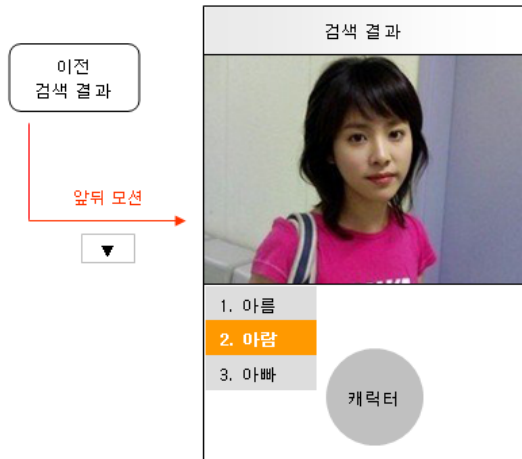 검색 결과
이전
검색 결과
앞뒤 모션
▼
1. 아름
2. 아람
3. 아빠
캐릭터